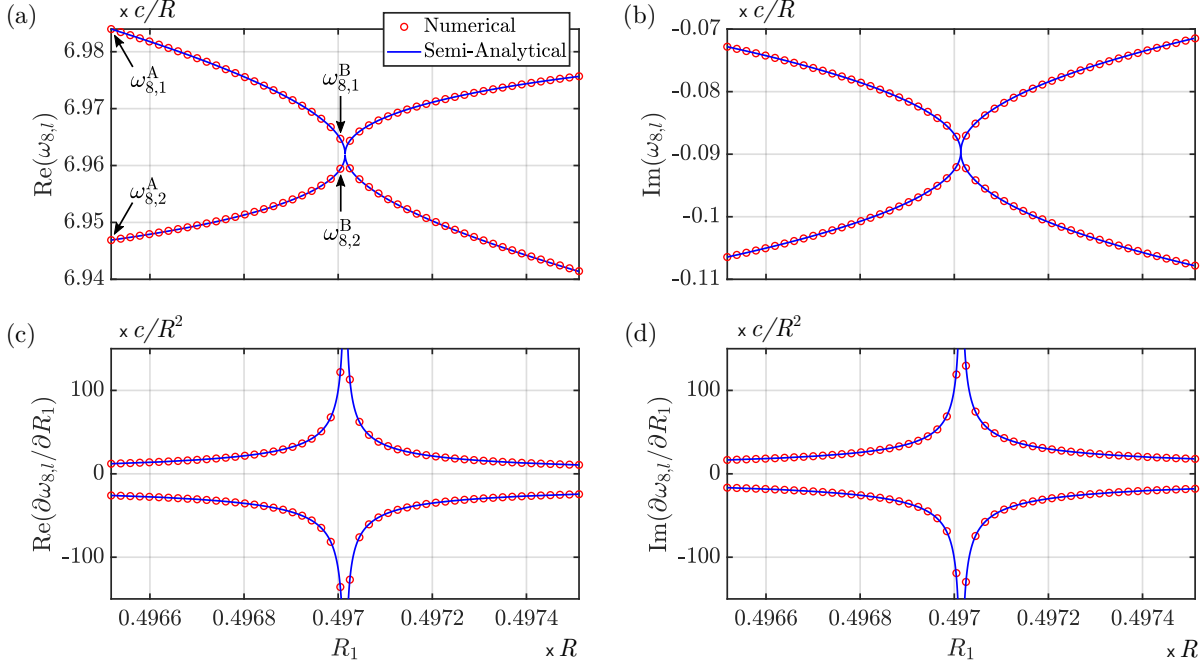 (a)
× c/R
Numerical
Semi-Analytical
6.98
6.97
6.96
6.95
6.94
Re(ω8,l)
ω^A_8,1
ω^B_8,1
ω^A_8,2
ω^B_8,2
(b)
× c/R
-0.07
-0.08
-0.09
-0.1
-0.11
Im(ω8,l)
(c)
× c/R²
100
0
-100
Re(∂ω8,l/∂R1)
0.4966
0.4968
0.497
0.4972
0.4974
R1
× R
(d)
× c/R²
100
0
-100
Im(∂ω8,l/∂R1)
0.4966
0.4968
0.497
0.4972
0.4974
R1
× R